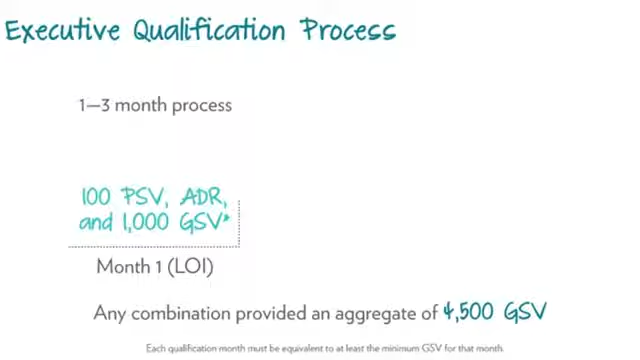 Executive Qualification Process
1–3 month process
100 PSV, ADR,
and 1,000 GSV*
Month 1 (LOI)
Any combination provided an aggregate of 4,500 GSV
Each qualification month must be equivalent to at least the minimum GSV for that month.